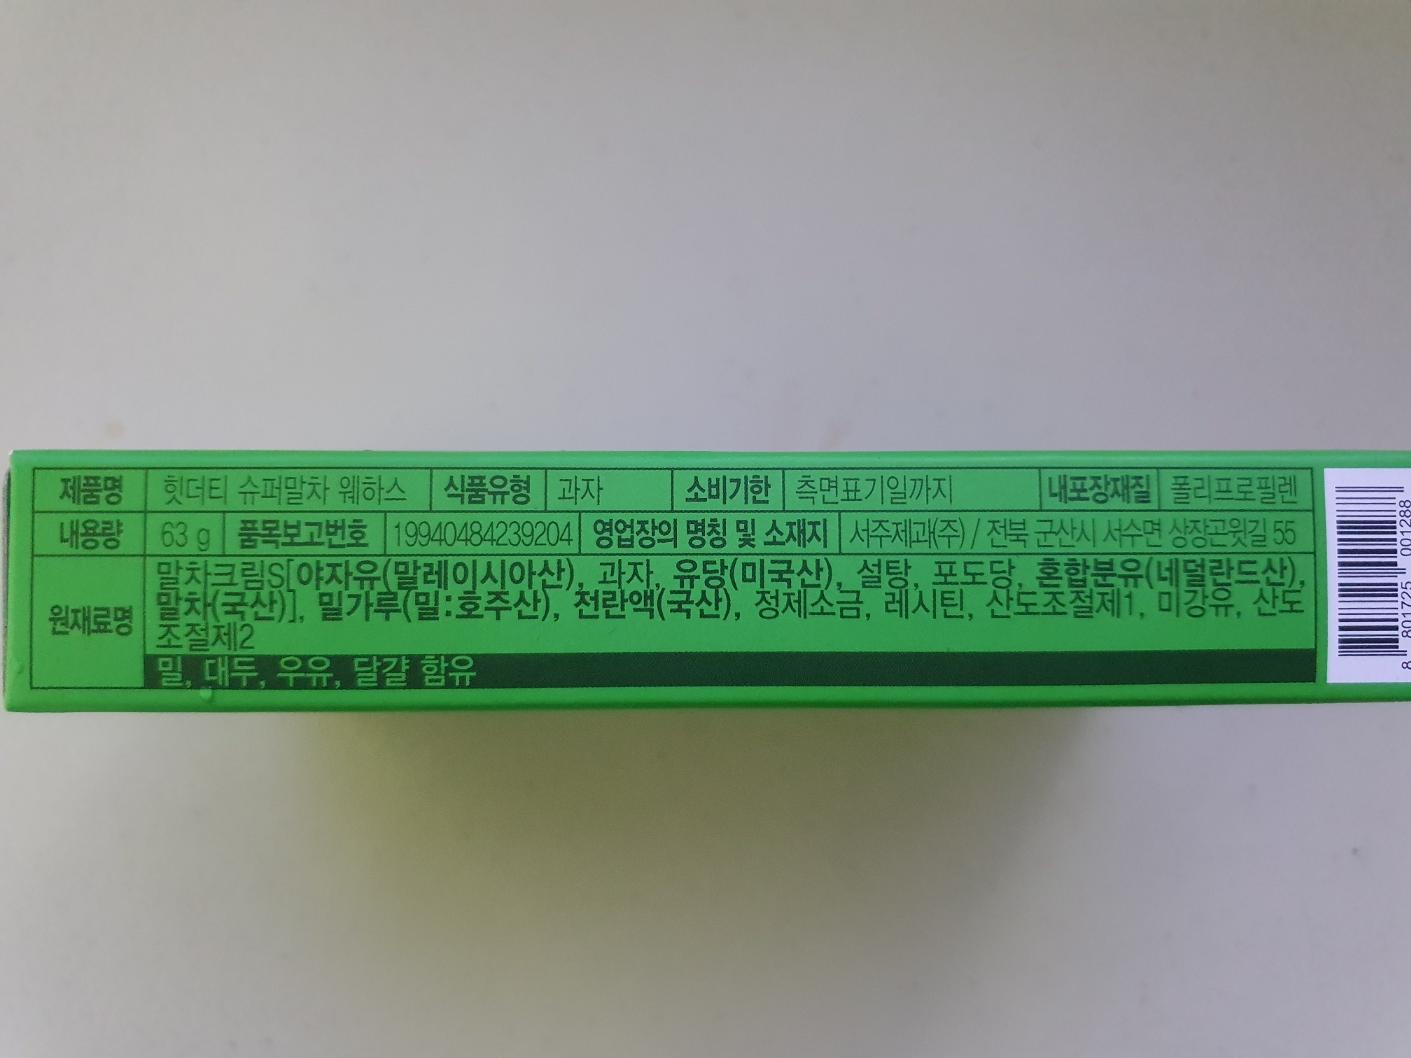 제품명 힛더티 슈퍼말차 웨하스 식품유형 과자 소비기한 측면표기일까지 내포장재질 폴리프로필렌
내용량 63 g 품목보고번호 19940484239204 영업장의 명칭 및 소재지 서주제과(주) / 전북 군산시 서수면 상장곤윗길 55
원재료명
말차크림S[야자유(말레이시아산), 과자, 유당(미국산), 설탕, 포도당, 혼합분유(네덜란드산),
말차(국산)], 밀가루(밀:호주산), 전란액(국산), 정제소금, 레시틴, 산도조절제1, 미강유, 산도
조절제2
밀, 대두, 우유, 달걀 함유
8 801725 001288